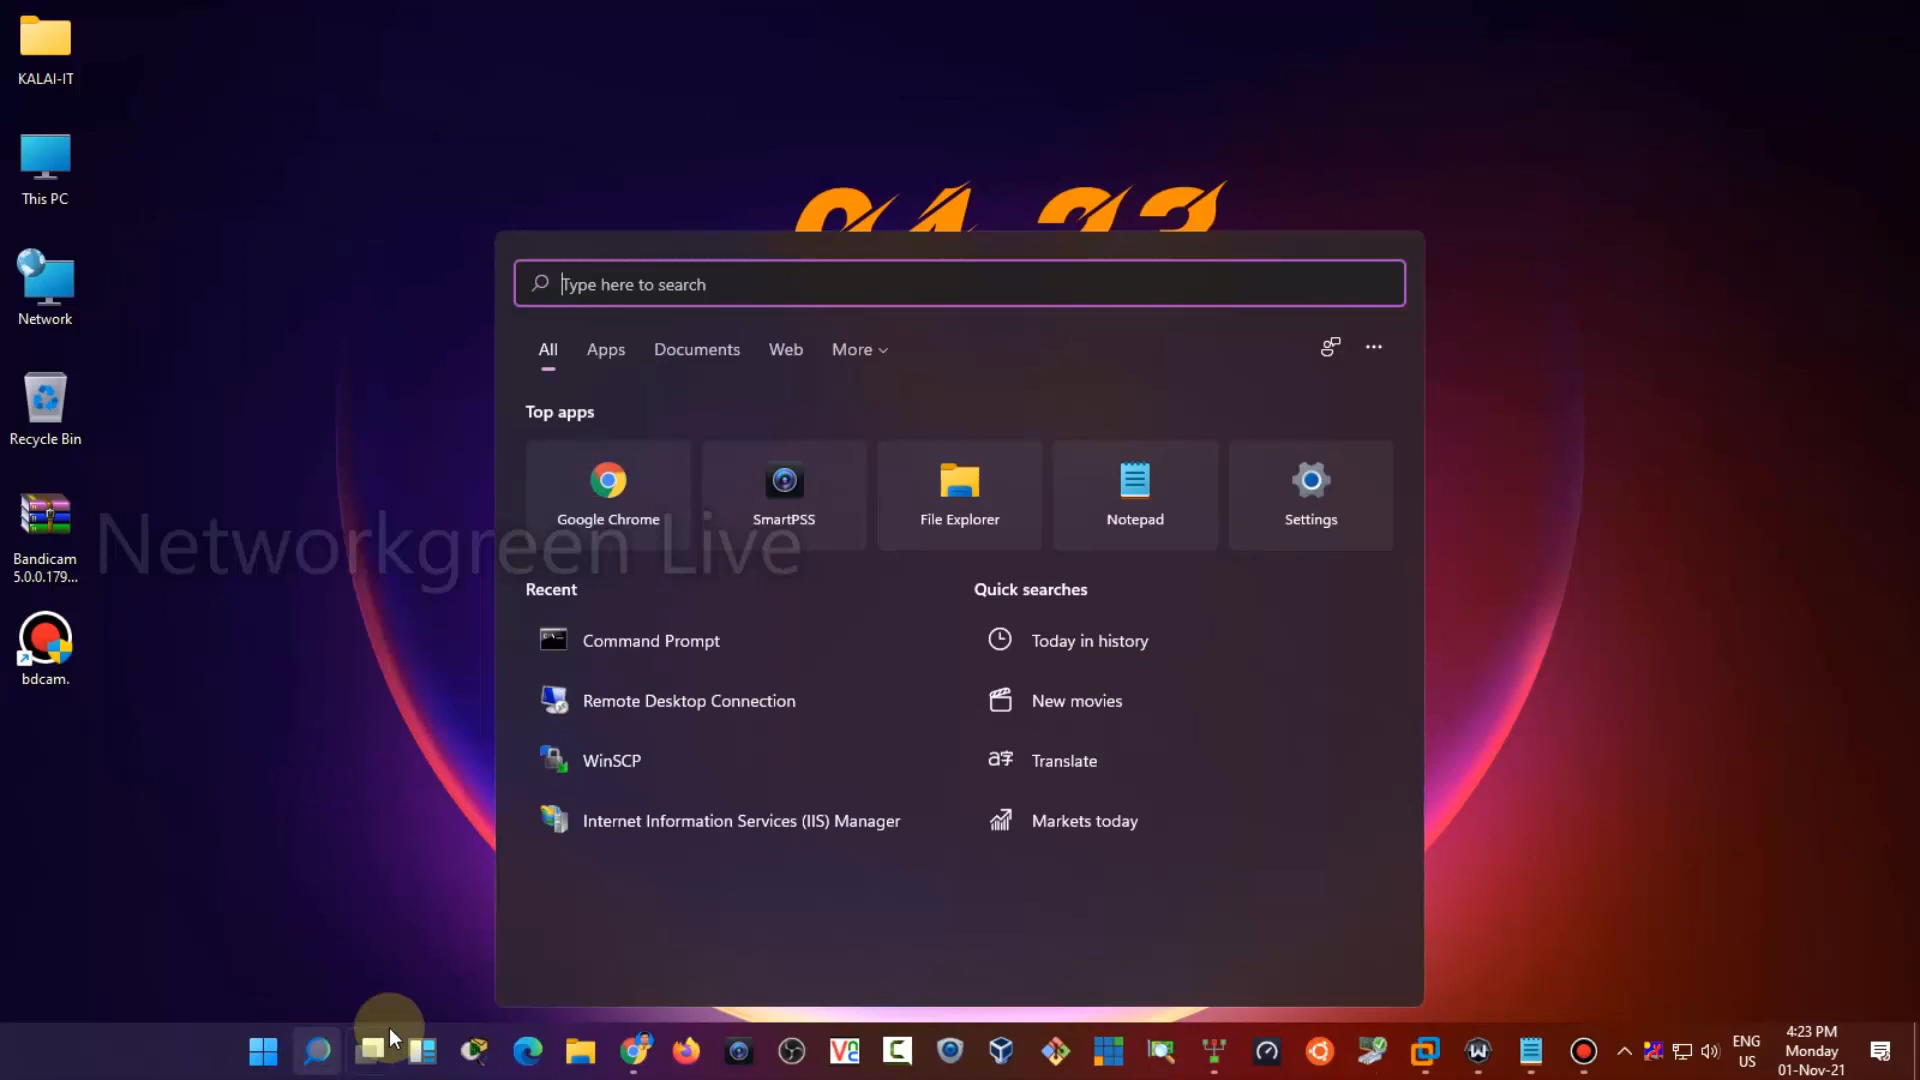 KALAI-IT
This PC
Network
Recycle Bin
Bandicam
5.0.0.179...
bdcam.
04 23
Type here to search
All
Apps
Documents
Web
More
Top apps
Google Chrome
SmartPSS
File Explorer
Notepad
Settings
Networkgreen Live
Recent
Command Prompt
Remote Desktop Connection
WinSCP
Internet Information Services (IIS) Manager
Quick searches
Today in history
New movies
Translate
Markets today
ENG
US
4:23 PM
Monday
01-Nov-21